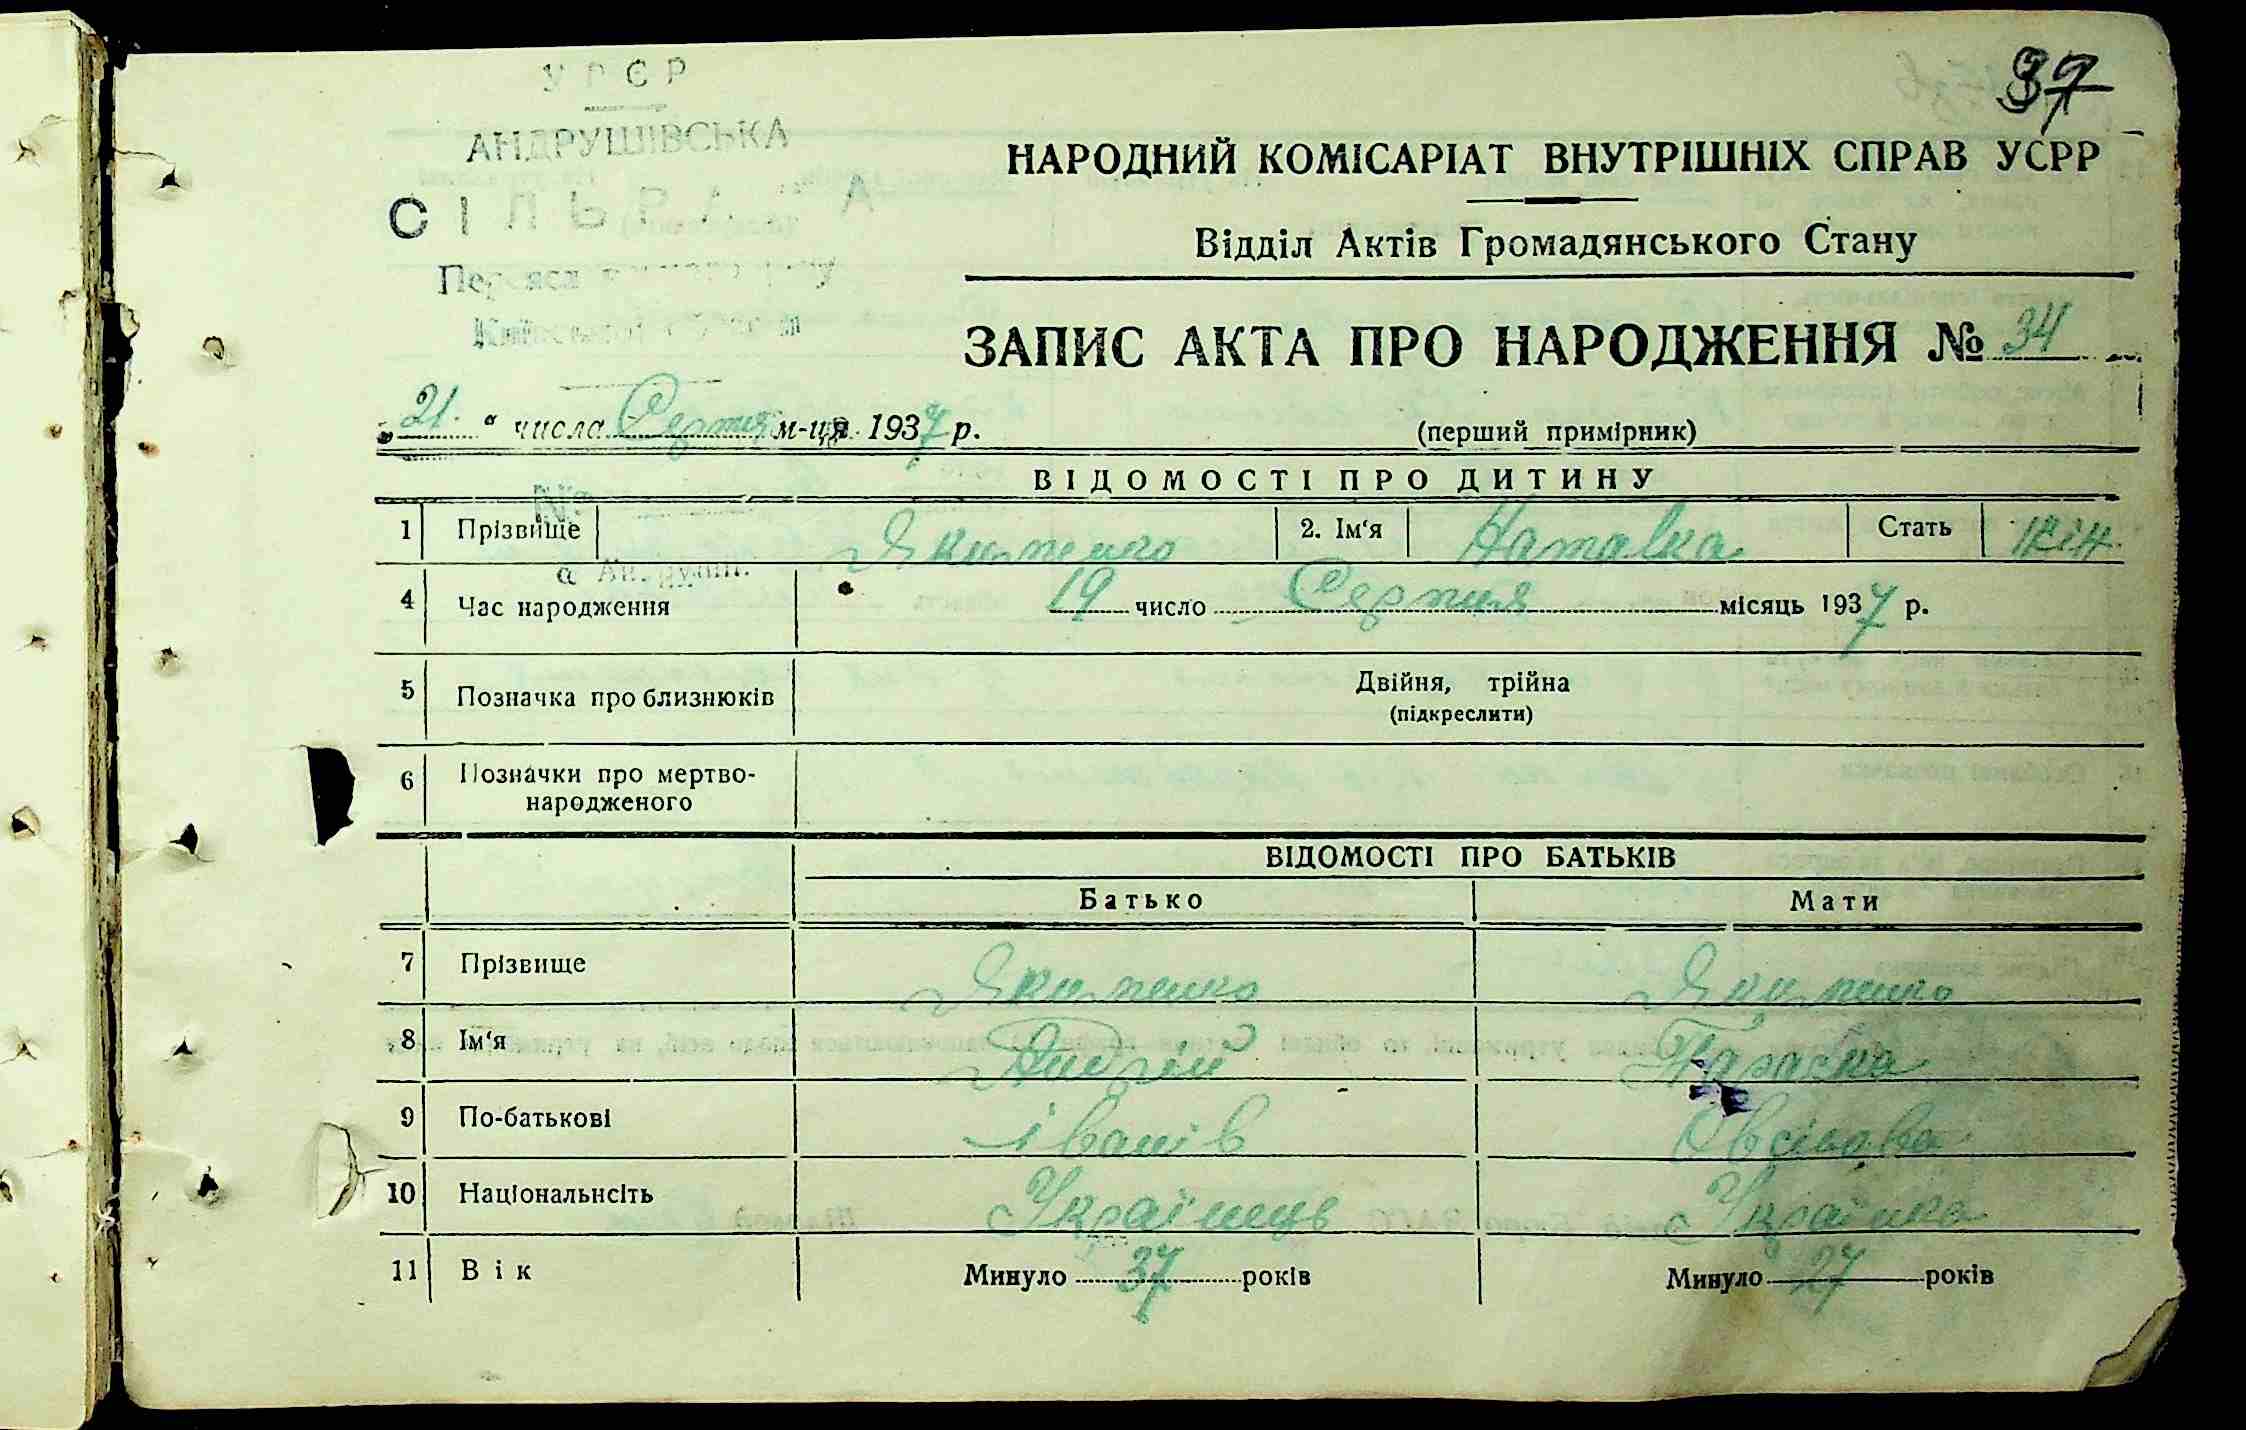 37
УРСР
АНДРУШІВСЬКА
НАРОДНИЙ КОМІСАРІАТ ВНУТРІШНІХ СПРАВ УСРР
Відділ Актів Громадянського Стану
ЗАПИС АКТА ПРО НАРОДЖЕННЯ № 34
„21“ числа Серпня м-ця 1937 р.
(перший примірник)
ВІДОМОСТІ ПРО ДИТИНУ
1 Прізвище Якименко 2. Ім‘я Наталка Стать жін
4 Час народження 19 число Серпня місяць 1937 р.
5 Позначка про близнюків Двійня, трійна
(підкреслити)
6 Позначки про мертво-
народженого
ВІДОМОСТІ ПРО БАТЬКІВ
Батько Мати
7 Прізвище Якименко Якименко
8 Ім‘я Андрій Параска
9 По-батькові іванів Овсіьова
10 Національнсіть Українець Українка
11 Вік Минуло 37 років Минуло 27 років